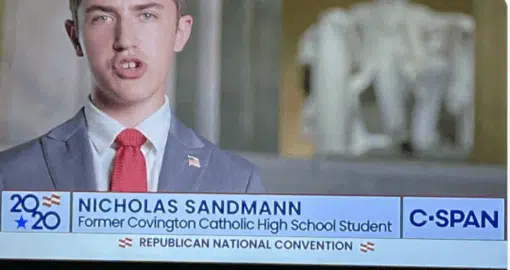 2020
NICHOLAS SANDMANN
Former Covington Catholic High School Student
C-SPAN
REPUBLICAN NATIONAL CONVENTION